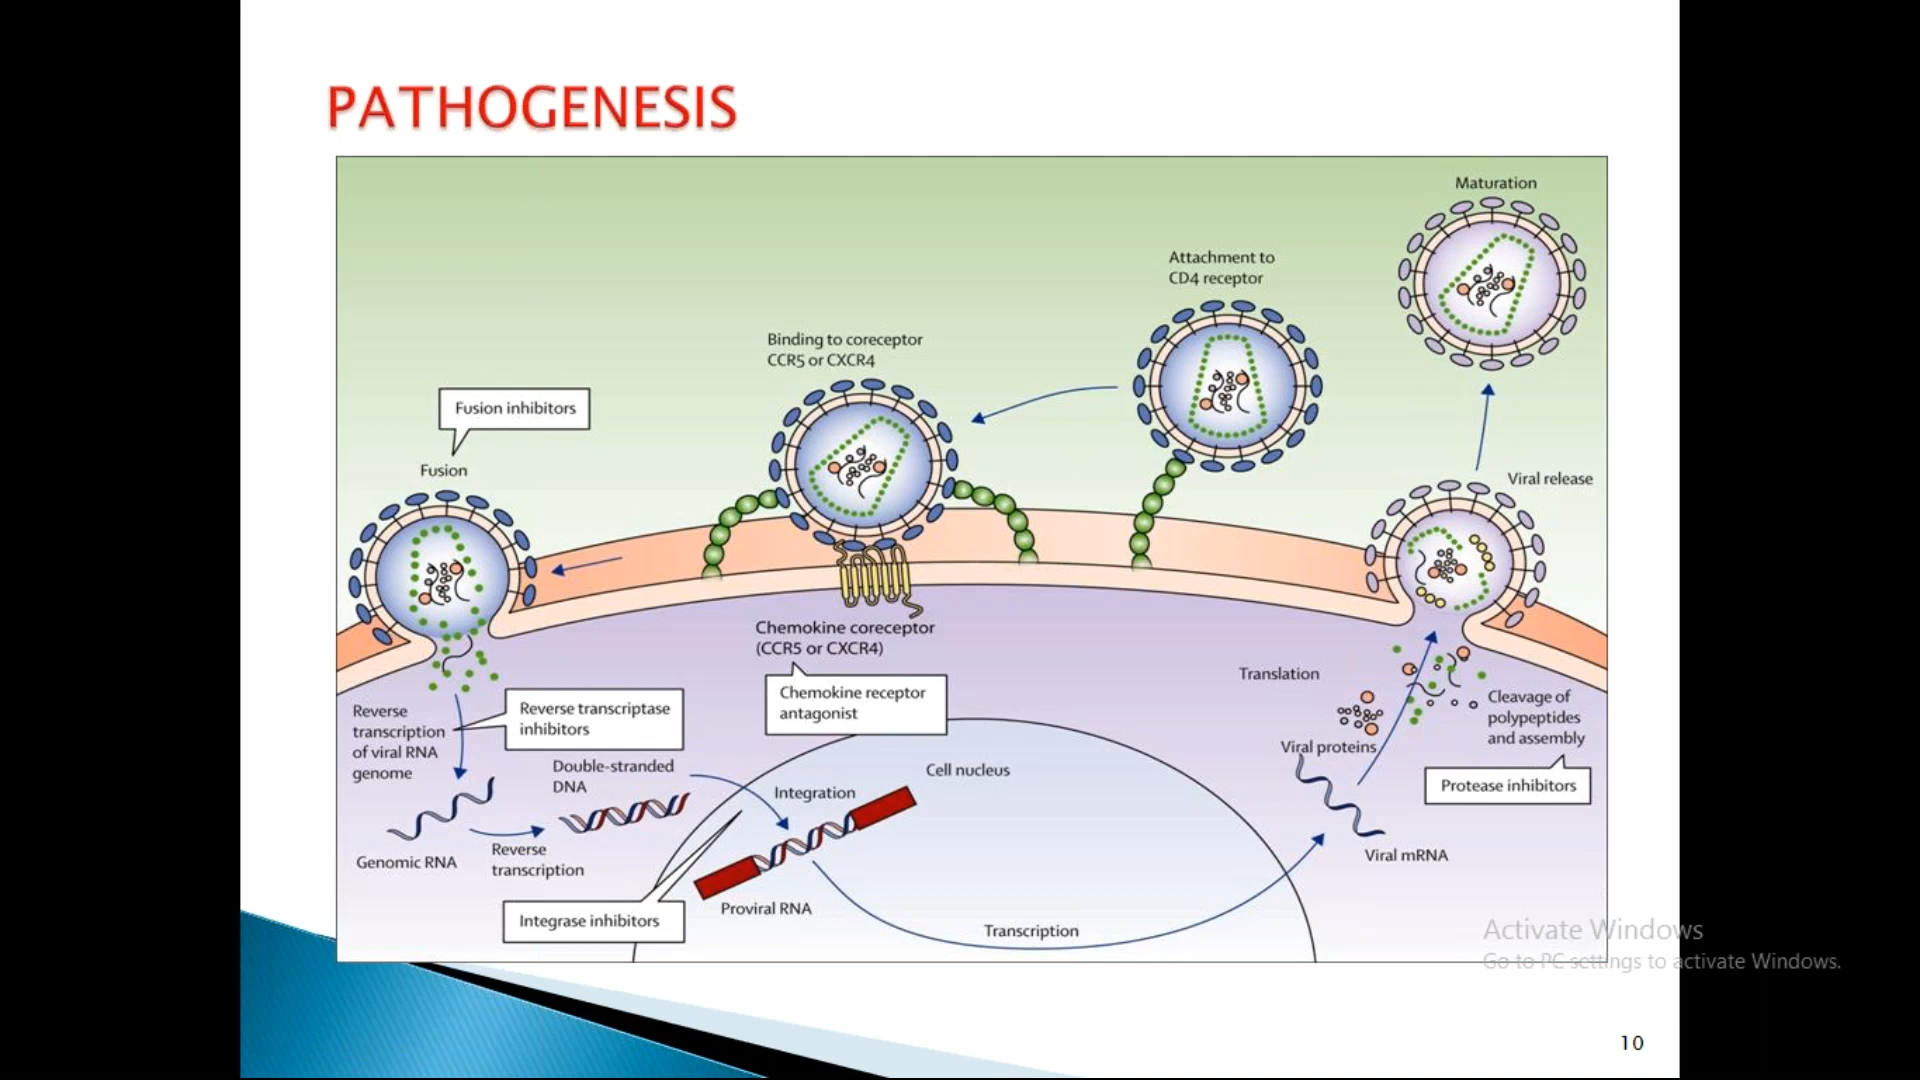 PATHOGENESIS
Maturation
Attachment to
CD4 receptor
Binding to coreceptor
CCR5 or CXCR4
Fusion inhibitors
Fusion
Viral release
Chemokine coreceptor
(CCR5 or CXCR4)
Chemokine receptor
antagonist
Translation
Cleavage of
polypeptides
and assembly
Reverse
transcription
of viral RNA
genome
Reverse transcriptase
inhibitors
Viral proteins
Protease inhibitors
Double-stranded
DNA
Integration
Cell nucleus
Genomic RNA
Reverse
transcription
Viral mRNA
Integrase inhibitors
Proviral RNA
Transcription
Activate Windows
Go to PC settings to activate Windows.
10